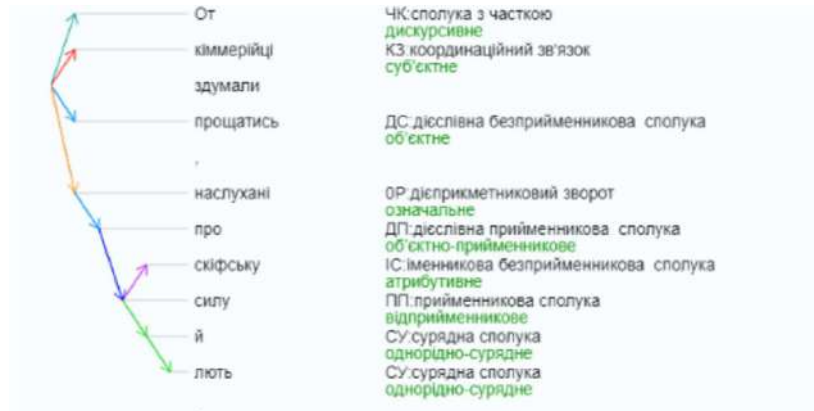 От ЧК:сполука з часткою
дискурсивне
кіммерійці КЗ:координаційний зв'язок
суб'єктне
здумали
прощатись ДС:дієслівна безприйменникова сполука
об'єктне
,
наслухані 0Р:дієприкметниковий зворот
означальне
про ДП:дієслівна прийменникова сполука
об'єктно-прийменникове
скіфську ІС:іменникова безприйменникова сполука
атрибутивне
силу ПП:прийменникова сполука
відприйменникове
й СУ:сурядна сполука
однорідно-сурядне
лють СУ:сурядна сполука
однорідно-сурядне